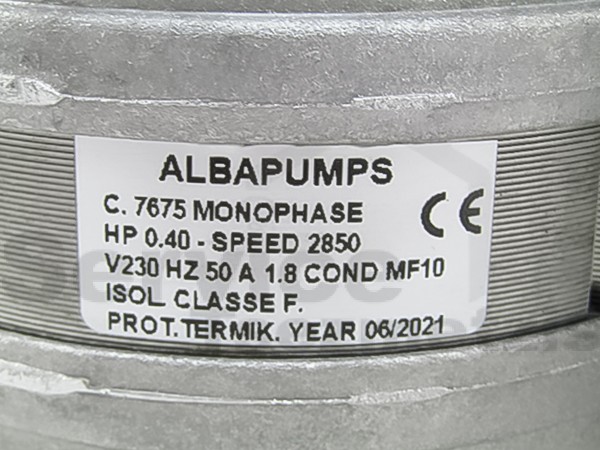 ALBAPUMPS
C. 7675 MONOPHASE
HP 0.40 - SPEED 2850
V230 HZ 50 A 1.8 COND MF10
ISOL. CLASSE F.
PROT.TERMIK. YEAR 06/2021
CE
Service